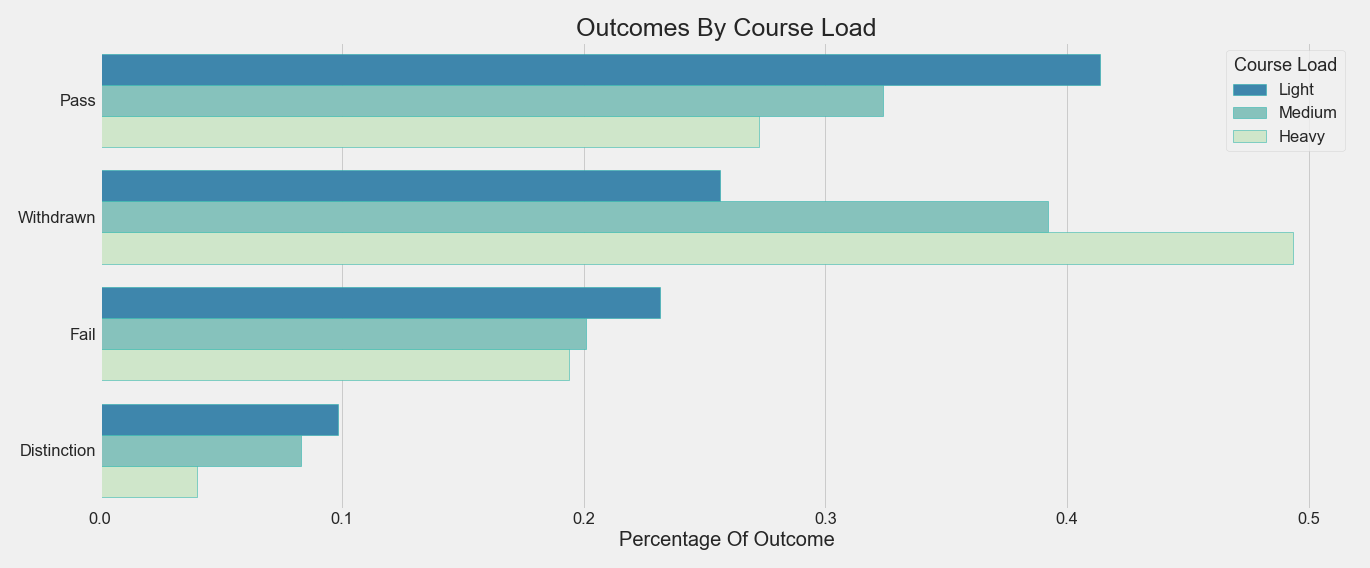 Outcomes By Course Load
Course Load
Light
Medium
Heavy
Pass
Withdrawn
Fail
Distinction
0.0 0.1 0.2 0.3 0.4 0.5
Percentage Of Outcome